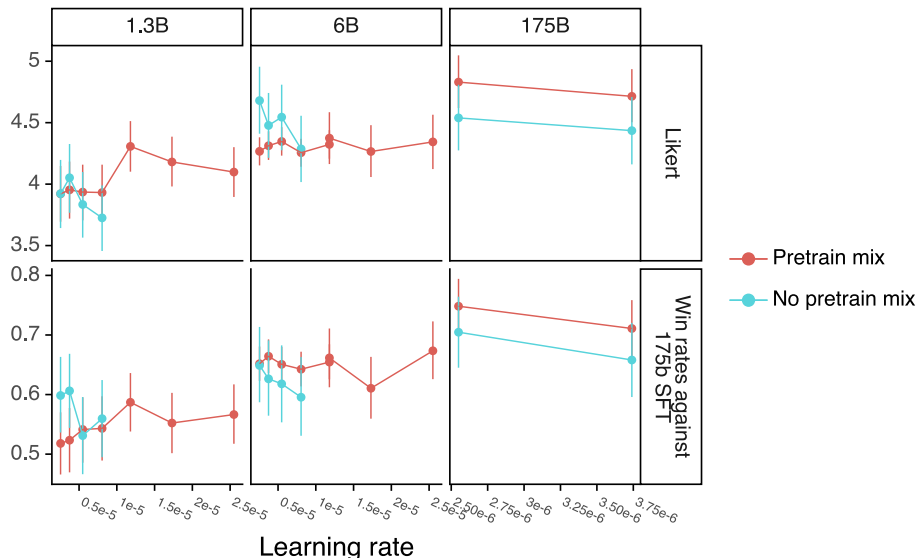 1.3B 6B 175B
5
4.5
4
3.5
Likert
0.8
0.7
0.6
0.5
Win rates against
175b SFT
Pretrain mix
No pretrain mix
0.5e-5 1e-5 1.5e-5 2e-5 2.5e-5 0.5e-5 1e-5 1.5e-5 2e-5 2.5e-5 2.50e-6 2.75e-6 3e-6 3.25e-6 3.50e-6 3.75e-6
Learning rate